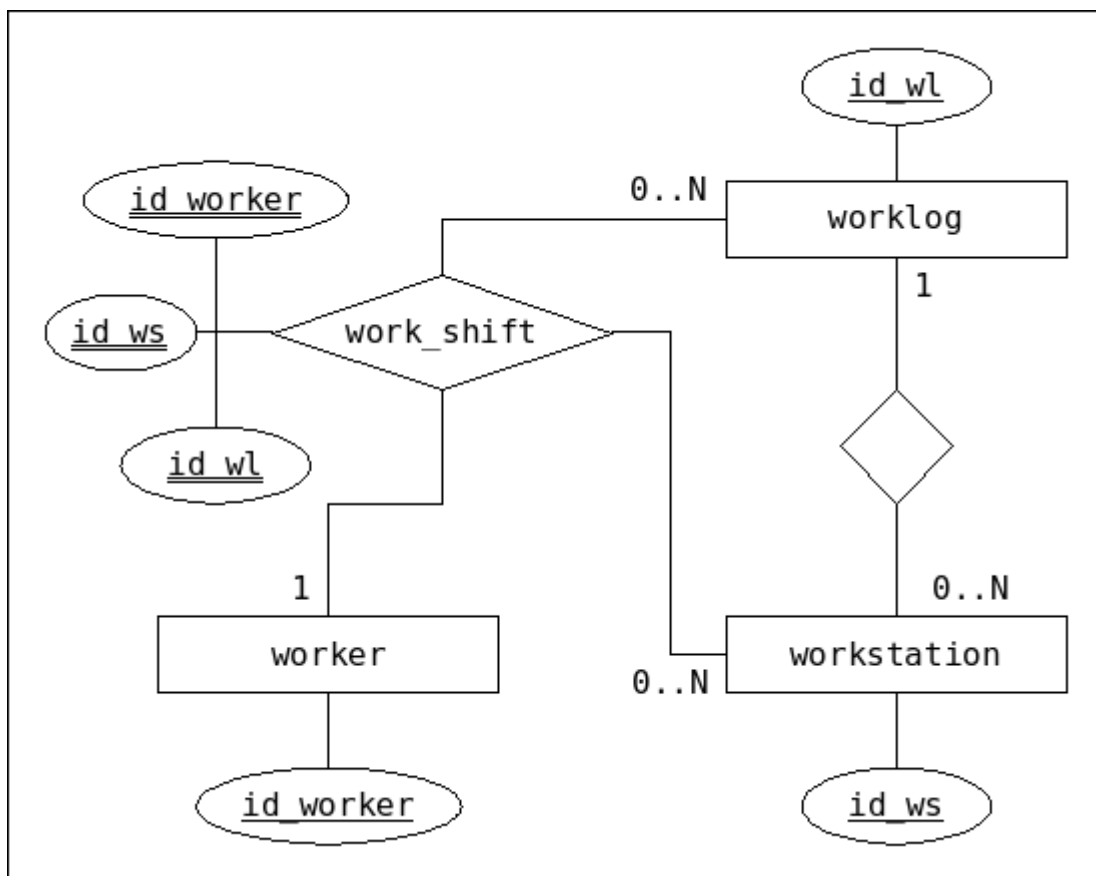 id_wl
id_worker
0..N
worklog
1
id_ws
work_shift
id_wl
1
0..N
worker
workstation
0..N
id_worker
id_ws